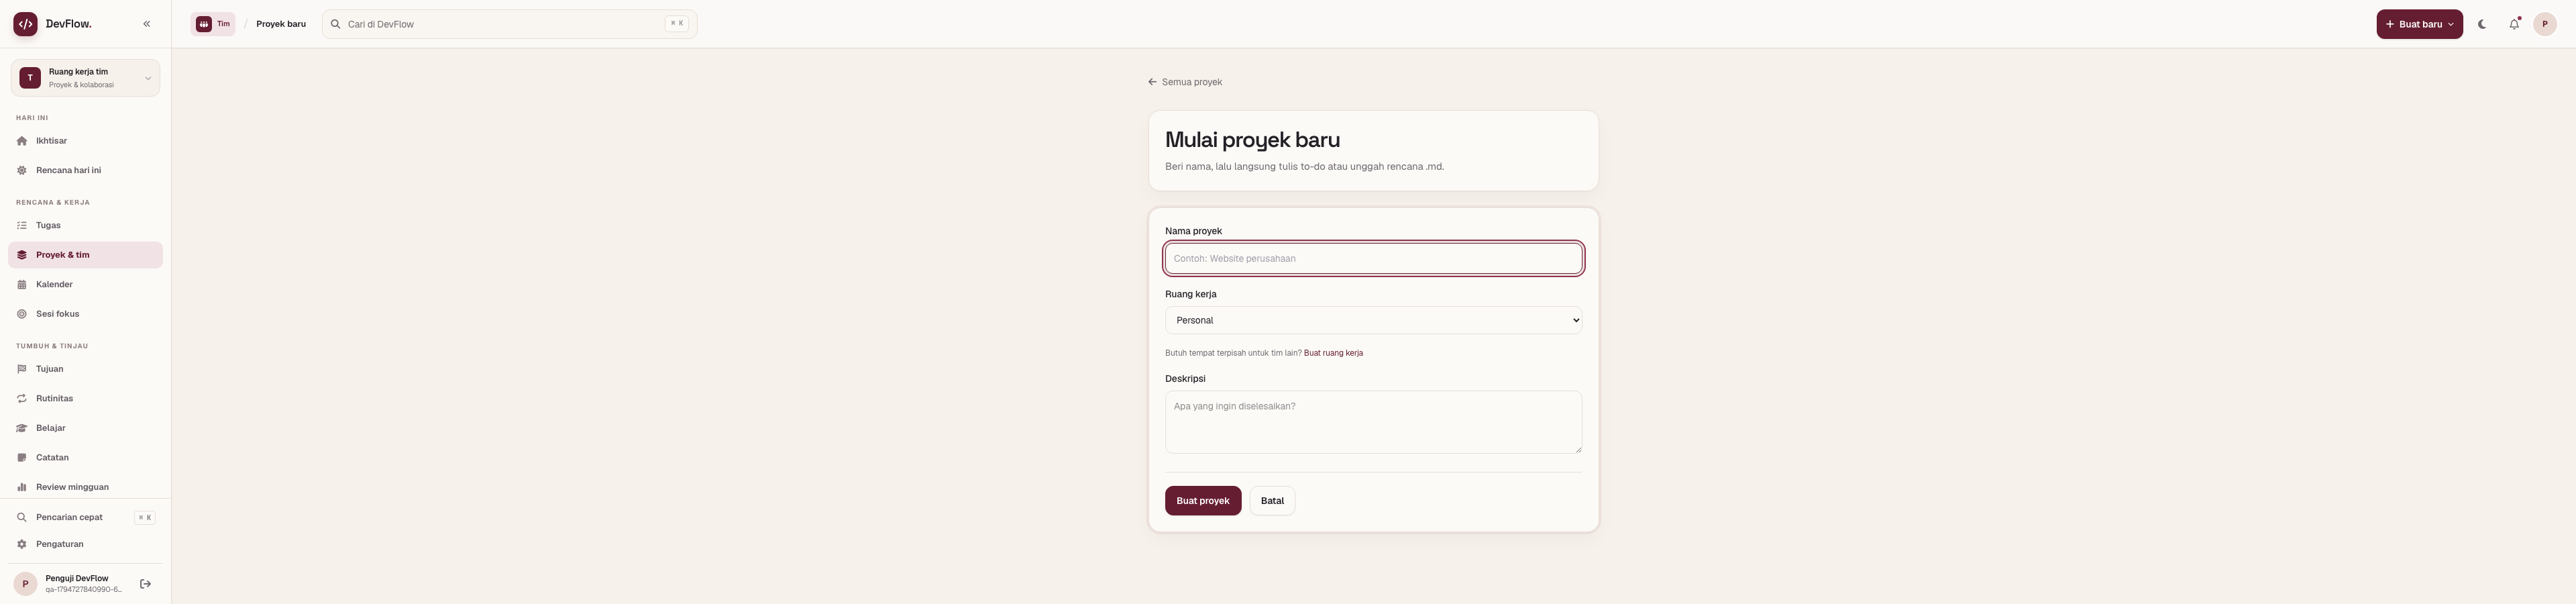 DevFlow.
Ruang kerja tim
T
Proyek & kolaborasi
HARI INI
Ikhtisar
Rencana hari ini
RENCANA & KERJA
Tugas
Proyek & tim
Kalender
Sesi fokus
TUMBUH & TINJAU
Tujuan
Rutinitas
Belajar
Catatan
Review mingguan
Pencarian cepat ⌘ K
Pengaturan
P
Penguji DevFlow
qa-1794727840990-6...
Tim / Proyek baru
Cari di DevFlow ⌘ K
+ Buat baru
P
← Semua proyek
Mulai proyek baru
Beri nama, lalu langsung tulis to-do atau unggah rencana .md.
Nama proyek
Contoh: Website perusahaan
Ruang kerja
Personal
Butuh tempat terpisah untuk tim lain? Buat ruang kerja
Deskripsi
Apa yang ingin diselesaikan?
Buat proyek
Batal